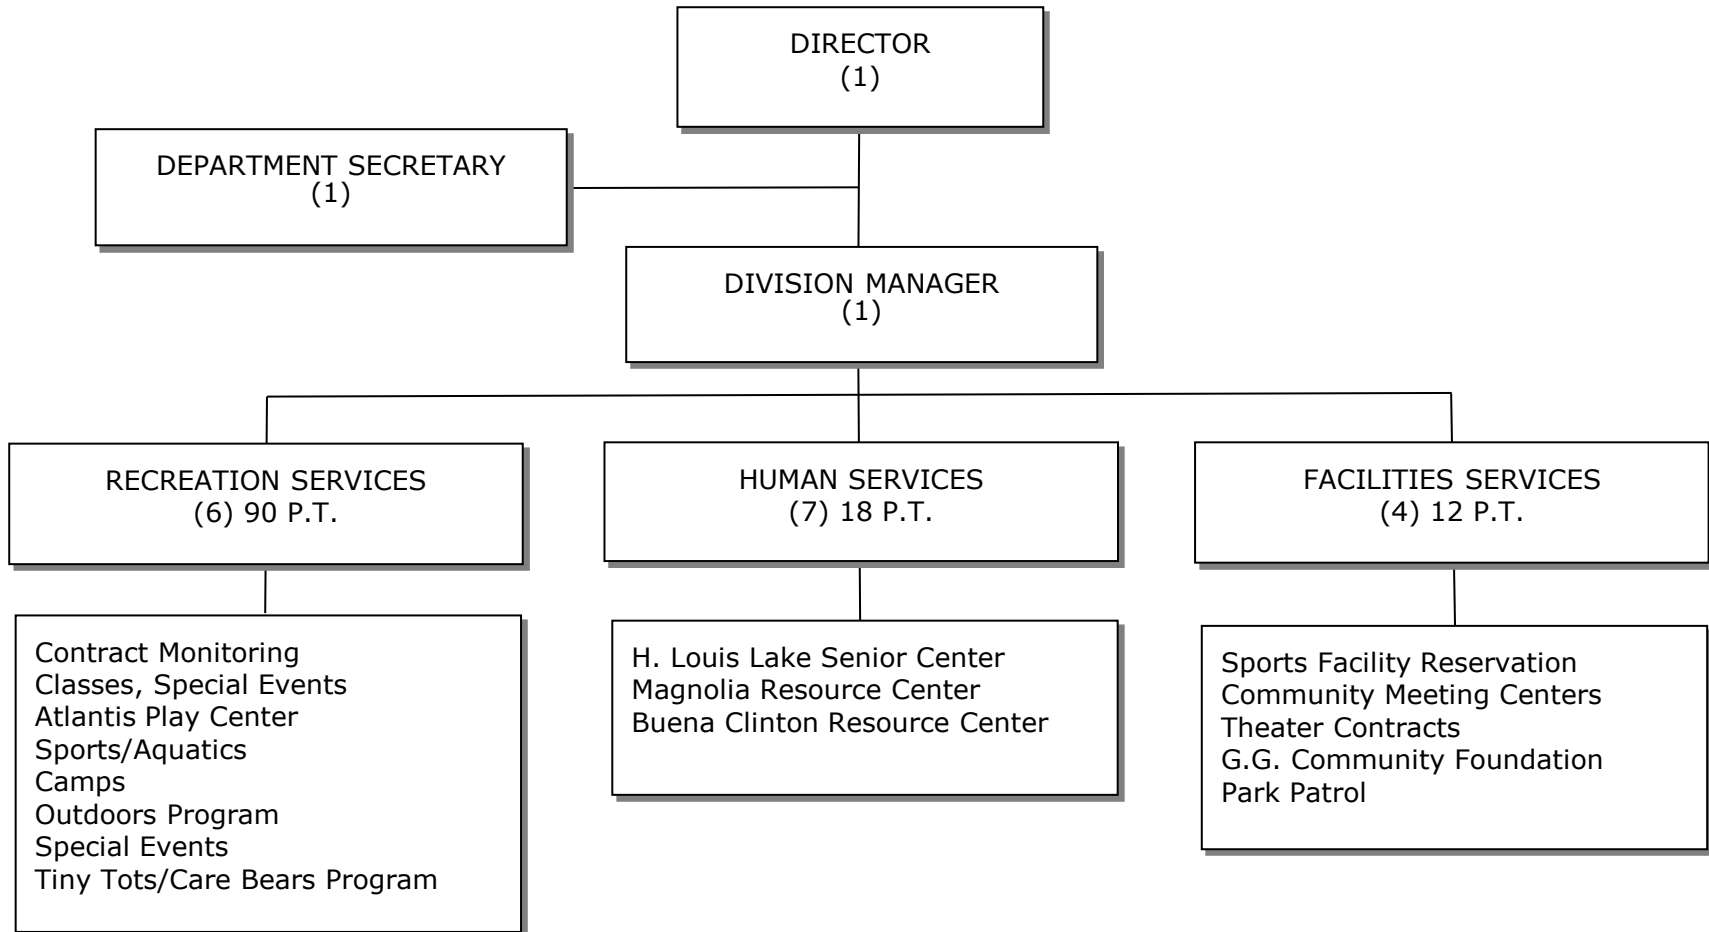 DIRECTOR
(1)
DEPARTMENT SECRETARY
(1)
DIVISION MANAGER
(1)
RECREATION SERVICES
(6) 90 P.T.
HUMAN SERVICES
(7) 18 P.T.
FACILITIES SERVICES
(4) 12 P.T.
Contract Monitoring
Classes, Special Events
Atlantis Play Center
Sports/Aquatics
Camps
Outdoors Program
Special Events
Tiny Tots/Care Bears Program
H. Louis Lake Senior Center
Magnolia Resource Center
Buena Clinton Resource Center
Sports Facility Reservation
Community Meeting Centers
Theater Contracts
G.G. Community Foundation
Park Patrol